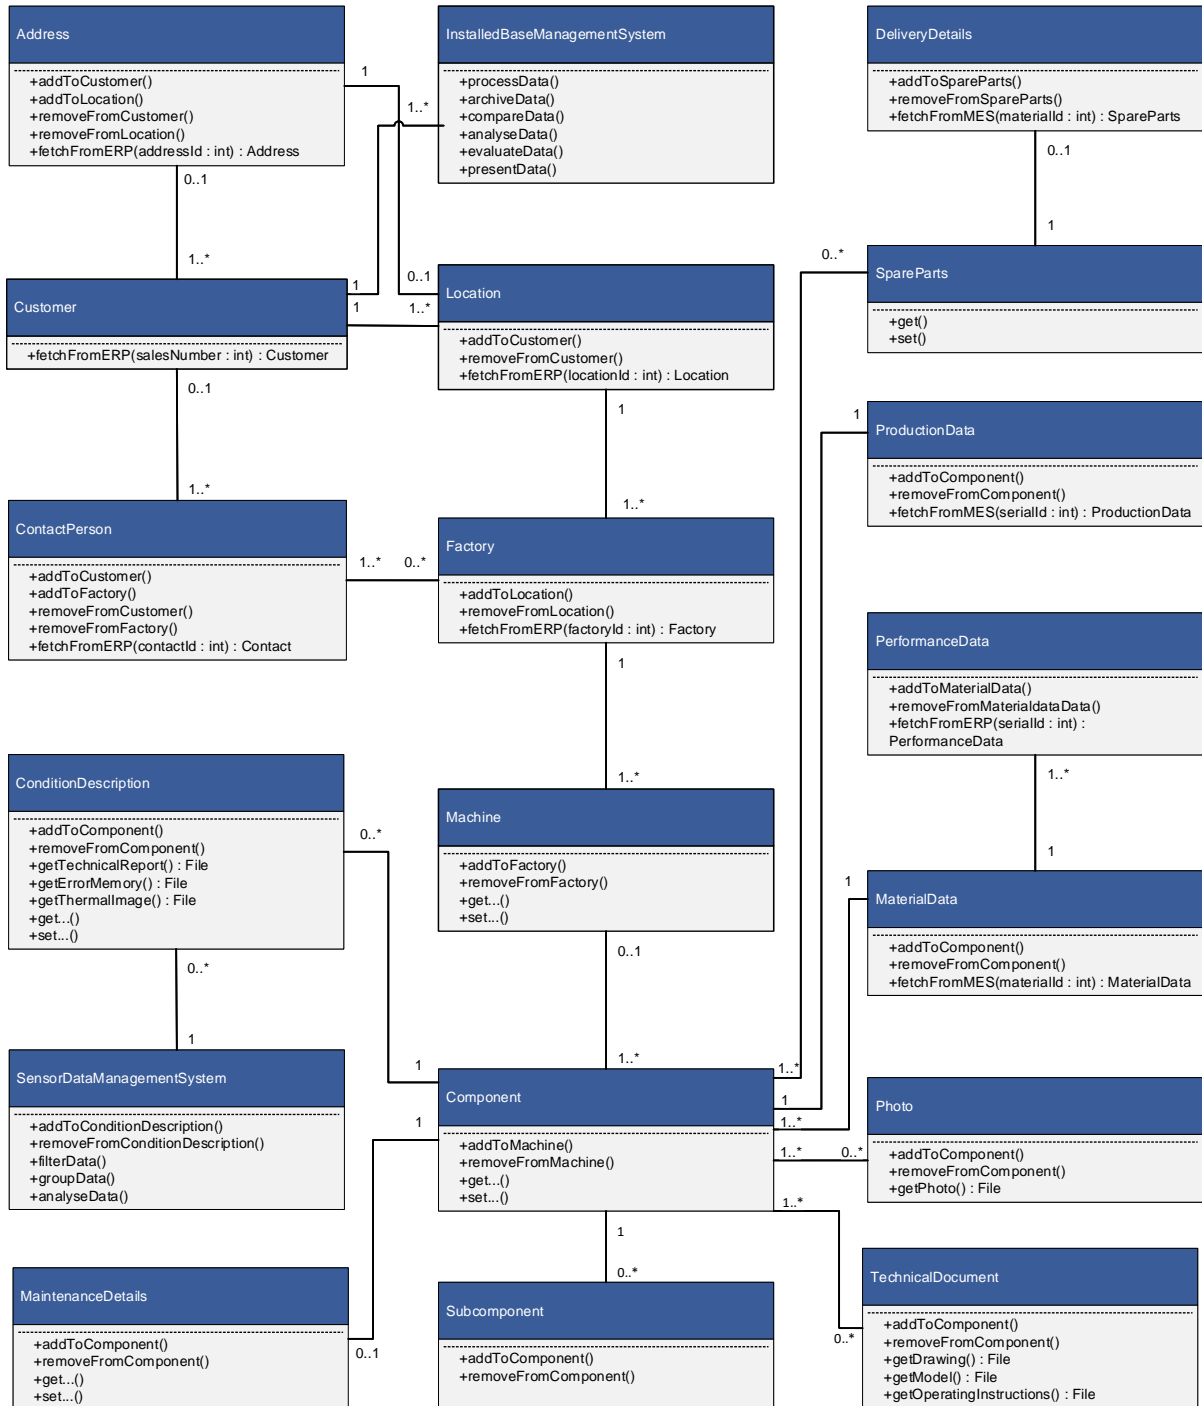 Address
+addToCustomer()
+addToLocation()
+removeFromCustomer()
+removeFromLocation()
+fetchFromERP(addressId : int) : Address
InstalledBaseManagementSystem
+processData()
+archiveData()
+compareData()
+analyseData()
+evaluateData()
+presentData()
DeliveryDetails
+addToSpareParts()
+removeFromSpareParts()
+fetchFromMES(materialId : int) : SpareParts
1
1..*
0..1
0..1
1..*
1
0..*
1
0..1
1
1..*
Customer
+fetchFromERP(salesNumber : int) : Customer
Location
+addToCustomer()
+removeFromCustomer()
+fetchFromERP(locationId : int) : Location
SpareParts
+get()
+set()
0..1
1
1
1..*
1..*
ProductionData
+addToComponent()
+removeFromComponent()
+fetchFromMES(serialId : int) : ProductionData
ContactPerson
+addToCustomer()
+addToFactory()
+removeFromCustomer()
+removeFromFactory()
+fetchFromERP(contactId : int) : Contact
1..*
0..*
Factory
+addToLocation()
+removeFromLocation()
+fetchFromERP(factoryId : int) : Factory
1
1..*
PerformanceData
+addToMaterialData()
+removeFromMaterialdataData()
+fetchFromERP(serialId : int) :
PerformanceData
1..*
1
ConditionDescription
+addToComponent()
+removeFromComponent()
+getTechnicalReport() : File
+getErrorMemory() : File
+getThermalImage() : File
+get...()
+set...()
0..*
Machine
+addToFactory()
+removeFromFactory()
+get...()
+set...()
1
MaterialData
+addToComponent()
+removeFromComponent()
+fetchFromMES(materialId : int) : MaterialData
0..*
1
0..1
1..*
SensorDataManagementSystem
+addToConditionDescription()
+removeFromConditionDescription()
+filterData()
+groupData()
+analyseData()
1
1
Component
+addToMachine()
+removeFromMachine()
+get...()
+set...()
1..*
1
1..*
1..*
0..*
1..*
Photo
+addToComponent()
+removeFromComponent()
+getPhoto() : File
1
0..*
MaintenanceDetails
+addToComponent()
+removeFromComponent()
+get...()
+set...()
0..1
Subcomponent
+addToComponent()
+removeFromComponent()
0..*
TechnicalDocument
+addToComponent()
+removeFromComponent()
+getDrawing() : File
+getModel() : File
+getOperatingInstructions() : File